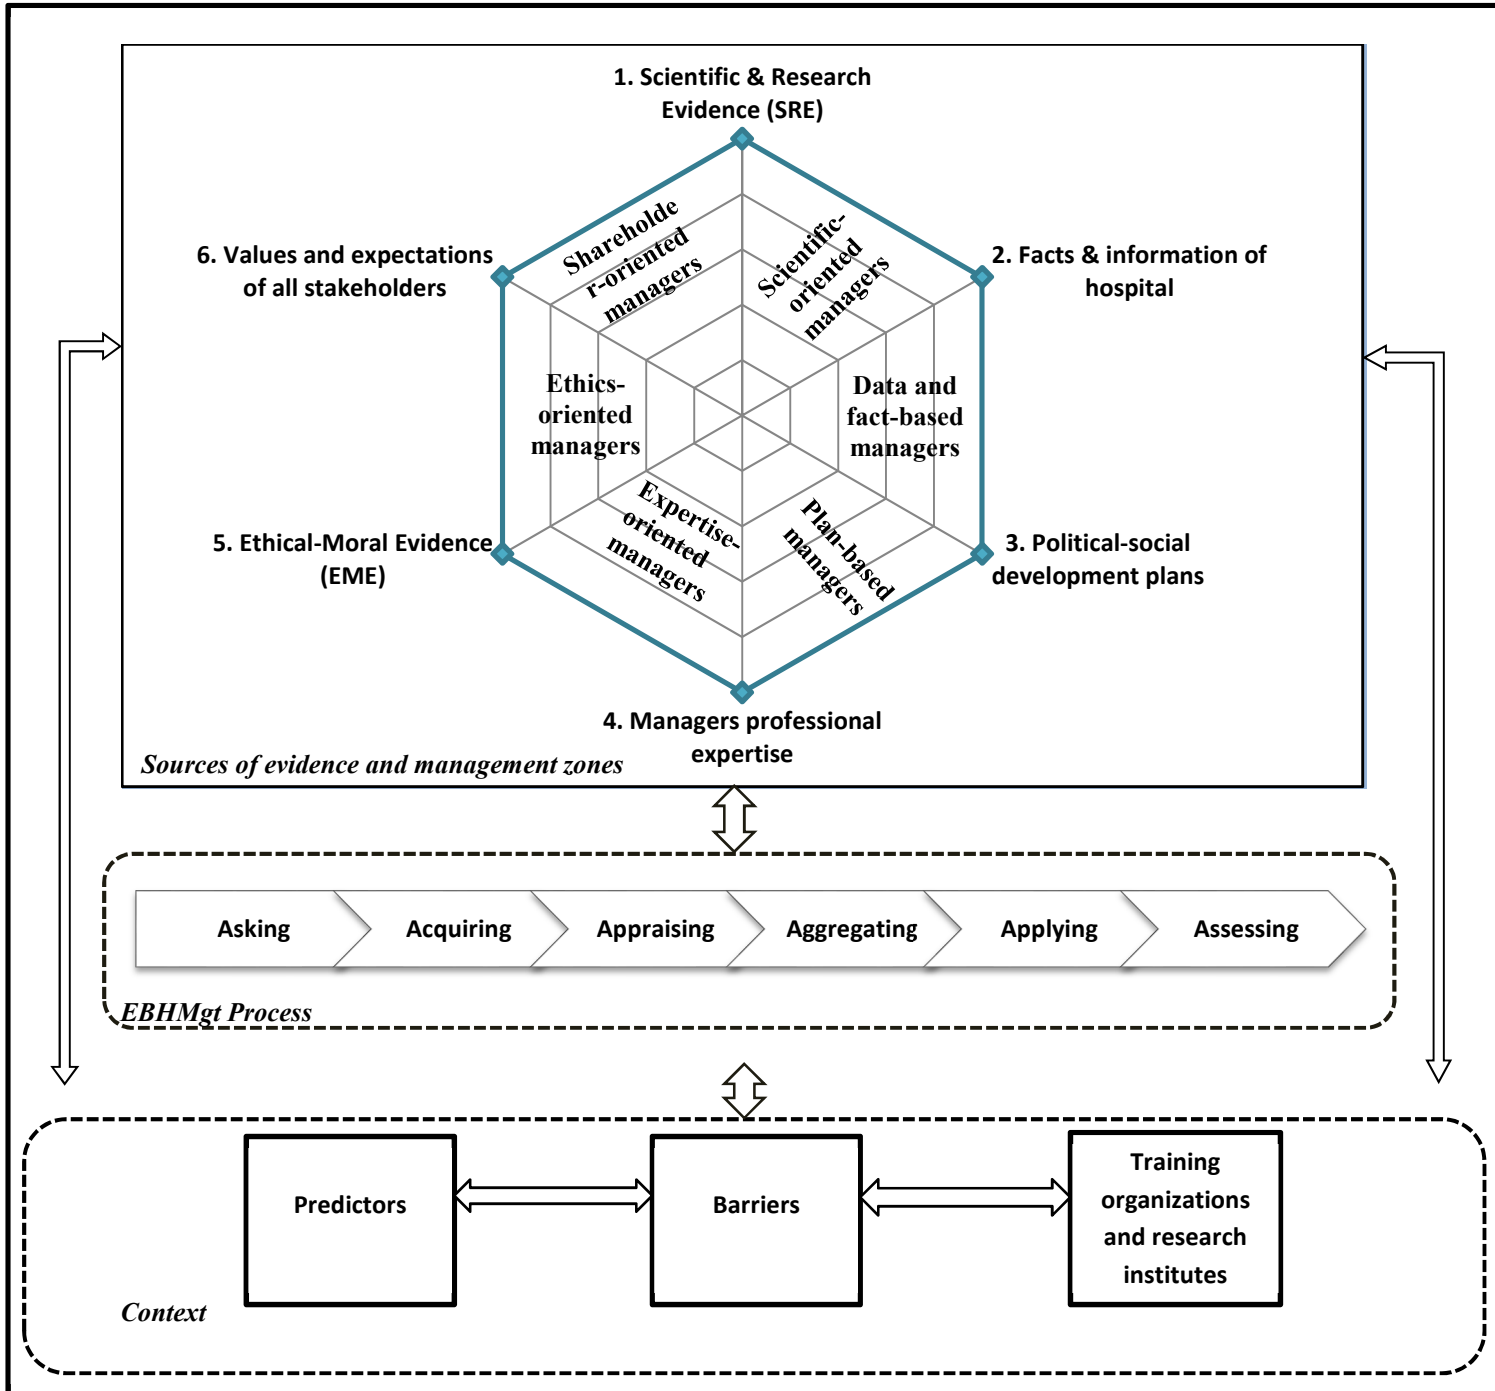 1. Scientific & Research
Evidence (SRE)
6. Values and expectations
of all stakeholders
2. Facts & information of
hospital
Shareholde
r-oriented
managers
Scientific-
oriented
managers
Ethics-
oriented
managers
Data and
fact-based
managers
Expertise-
oriented
managers
Plan-based
managers
5. Ethical-Moral Evidence
(EME)
3. Political-social
development plans
4. Managers professional
expertise
Sources of evidence and management zones
Asking
Acquiring
Appraising
Aggregating
Applying
Assessing
EBHMgt Process
Predictors
Barriers
Training
organizations
and research
institutes
Context